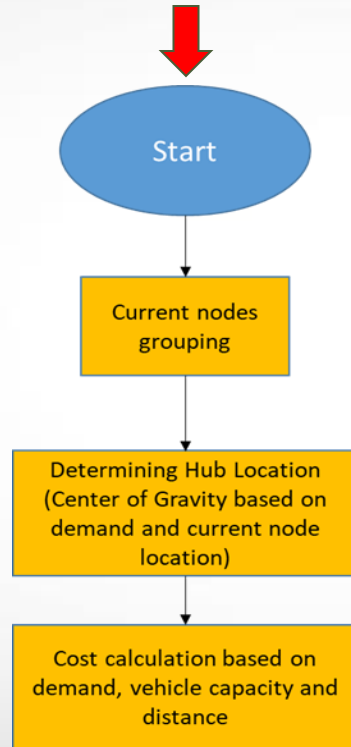 Start
Current nodes
grouping
Determining Hub Location
(Center of Gravity based on
demand and current node
location)
Cost calculation based on
demand, vehicle capacity and
distance